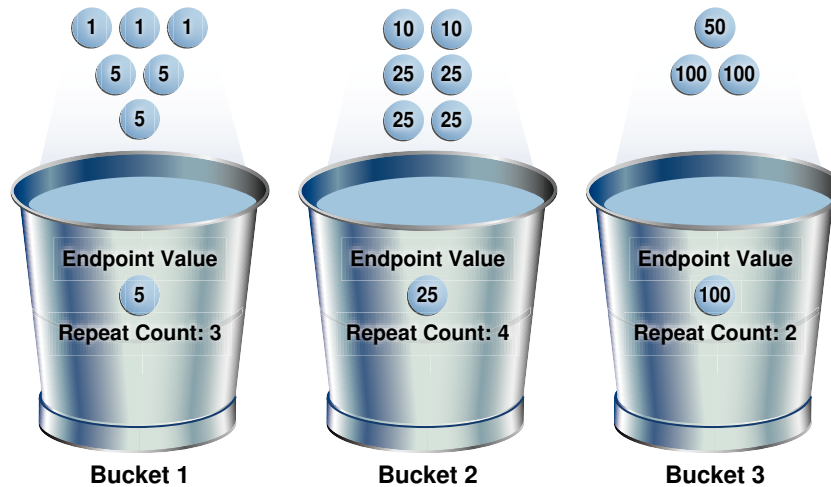 1 1 1
5 5
5
Endpoint Value
5
Repeat Count: 3
Bucket 1
10 10
25 25
25 25
Endpoint Value
25
Repeat Count: 4
Bucket 2
50
100 100
Endpoint Value
100
Repeat Count: 2
Bucket 3